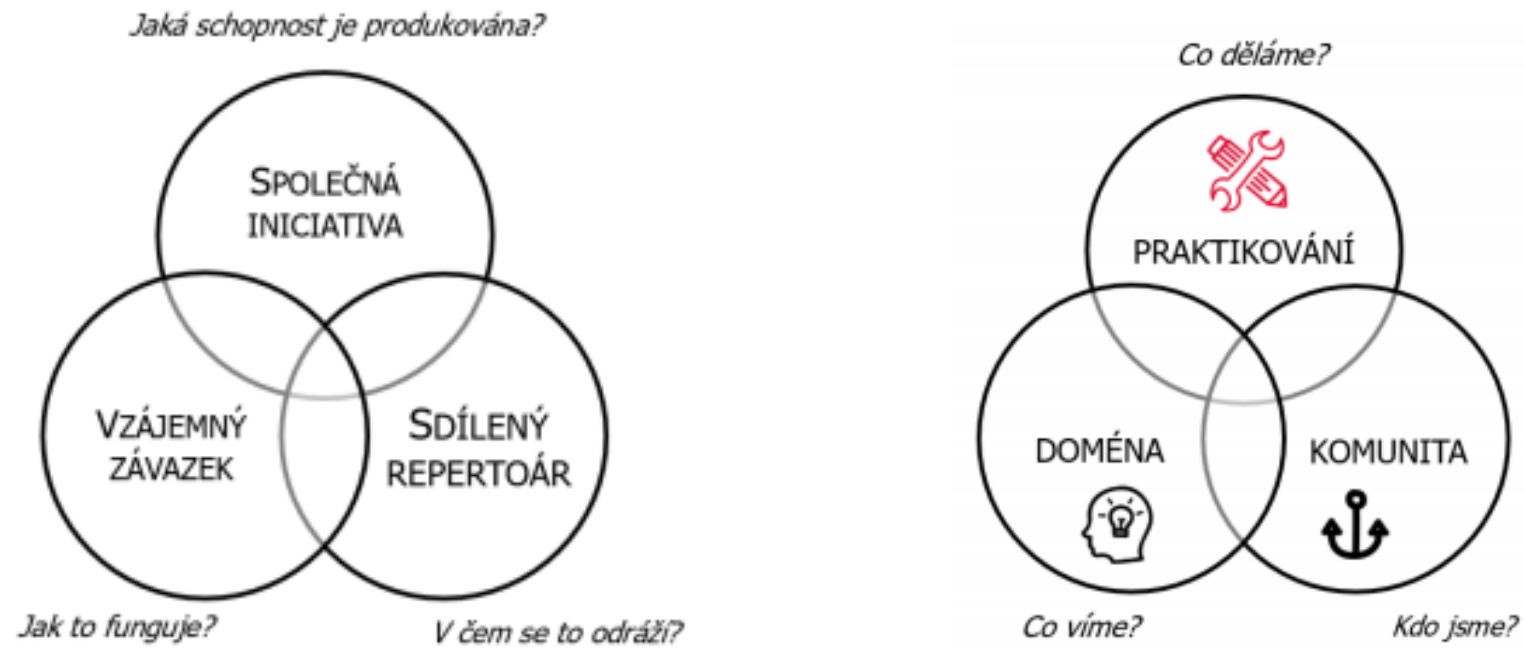 Jaká schopnost je produkována?
SPOLEČNÁ
INICIATIVA
VZÁJEMNÝ
ZÁVAZEK
SDÍLENÝ
REPERTOÁR
Jak to funguje?
V čem se to odráží?
Co děláme?
PRAKTIKOVÁNÍ
DOMÉNA
KOMUNITA
Co víme?
Kdo jsme?